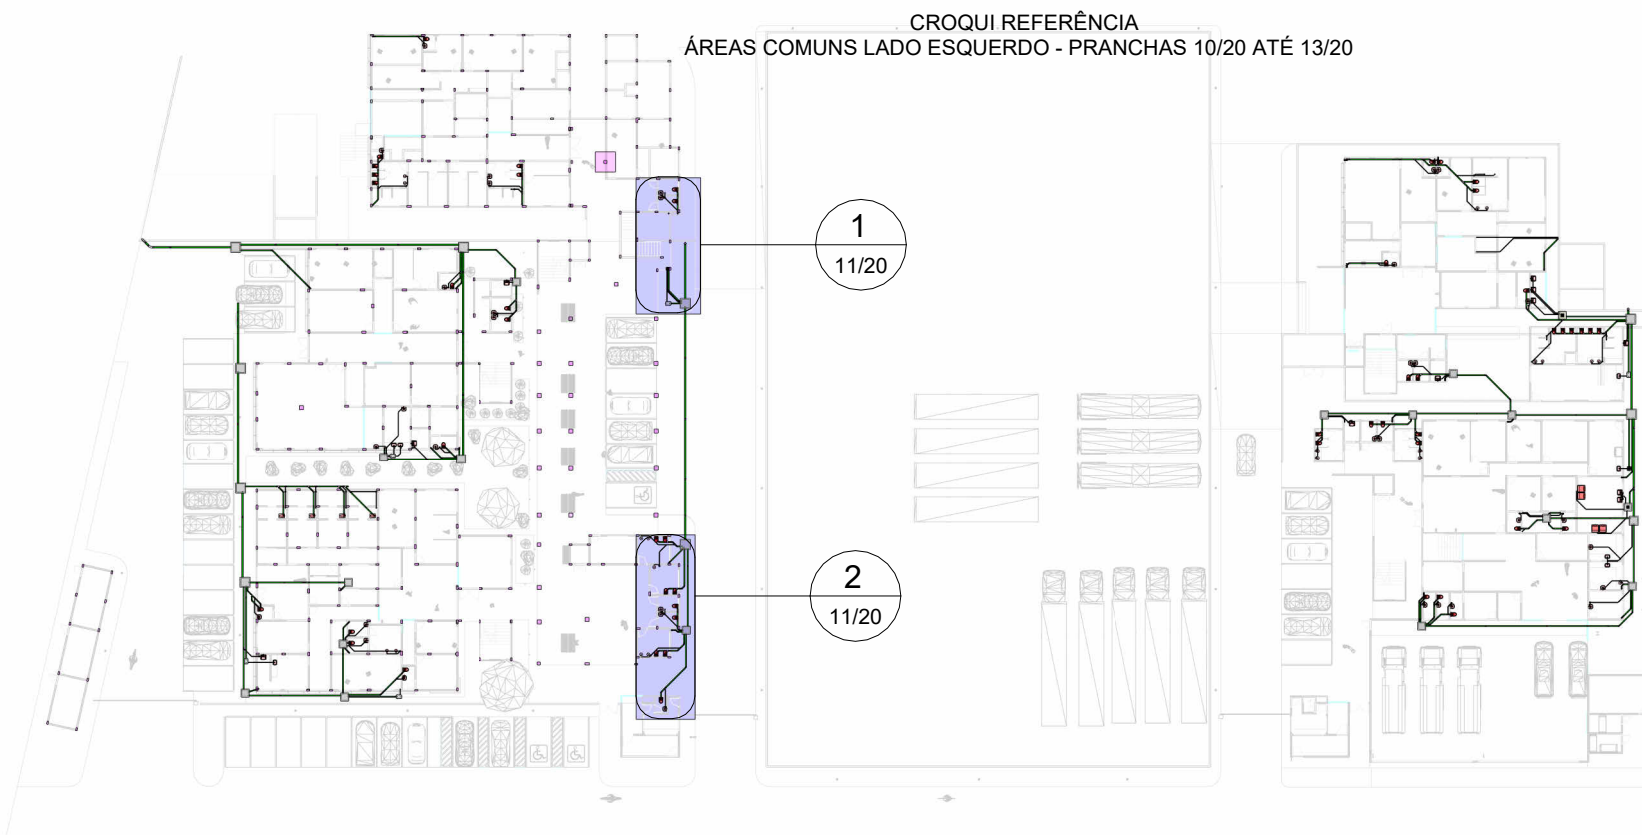 CROQUI REFERÊNCIA
ÁREAS COMUNS LADO ESQUERDO - PRANCHAS 10/20 ATÉ 13/20
1
11/20
2
11/20